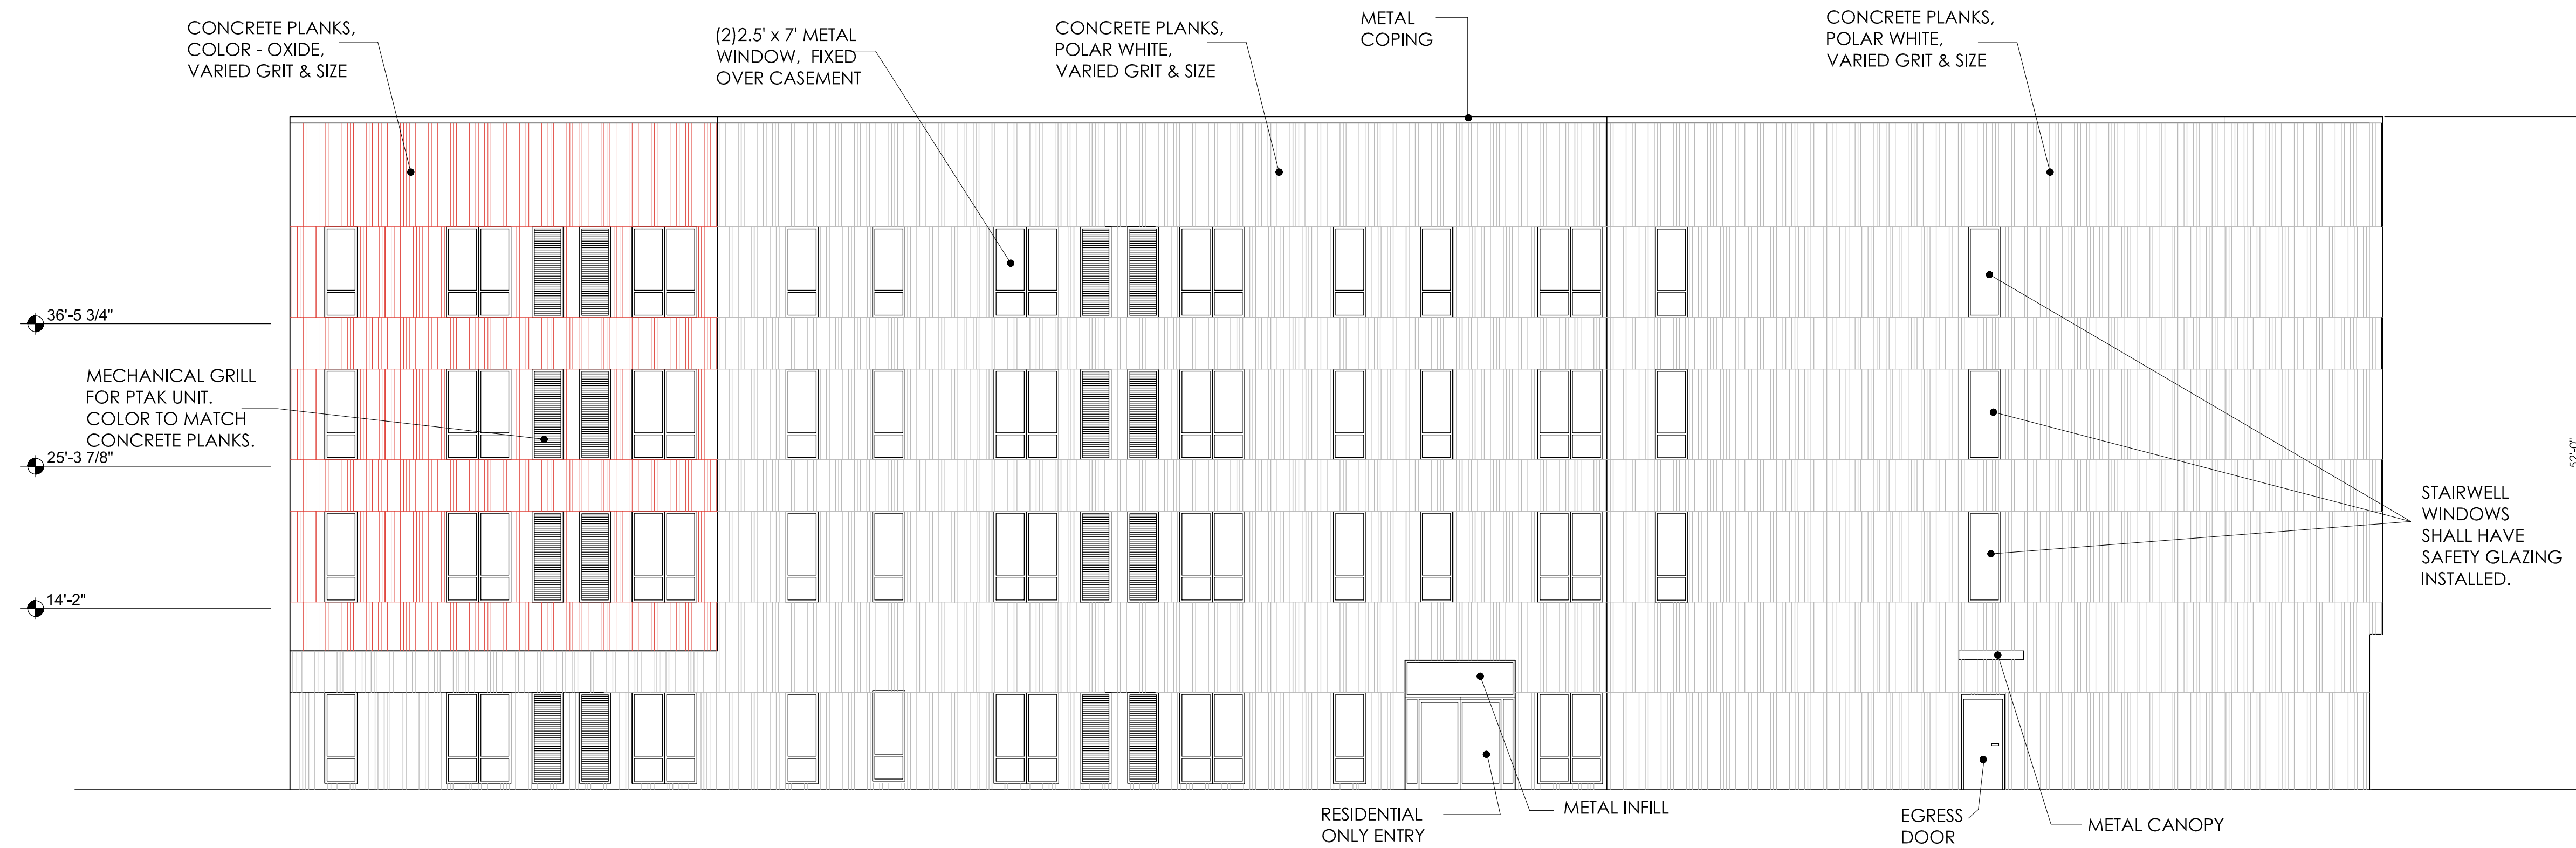 CONCRETE PLANKS,
COLOR - OXIDE,
VARIED GRIT & SIZE
(2)2.5' x 7' METAL
WINDOW, FIXED
OVER CASEMENT
CONCRETE PLANKS,
POLAR WHITE,
VARIED GRIT & SIZE
METAL
COPING
CONCRETE PLANKS,
POLAR WHITE,
VARIED GRIT & SIZE
36'-5 3/4"
MECHANICAL GRILL
FOR PTAK UNIT.
COLOR TO MATCH
CONCRETE PLANKS.
25'-3 7/8"
14'-2"
52'-0"
STAIRWELL
WINDOWS
SHALL HAVE
SAFETY GLAZING
INSTALLED.
RESIDENTIAL
ONLY ENTRY
METAL INFILL
EGRESS
DOOR
METAL CANOPY